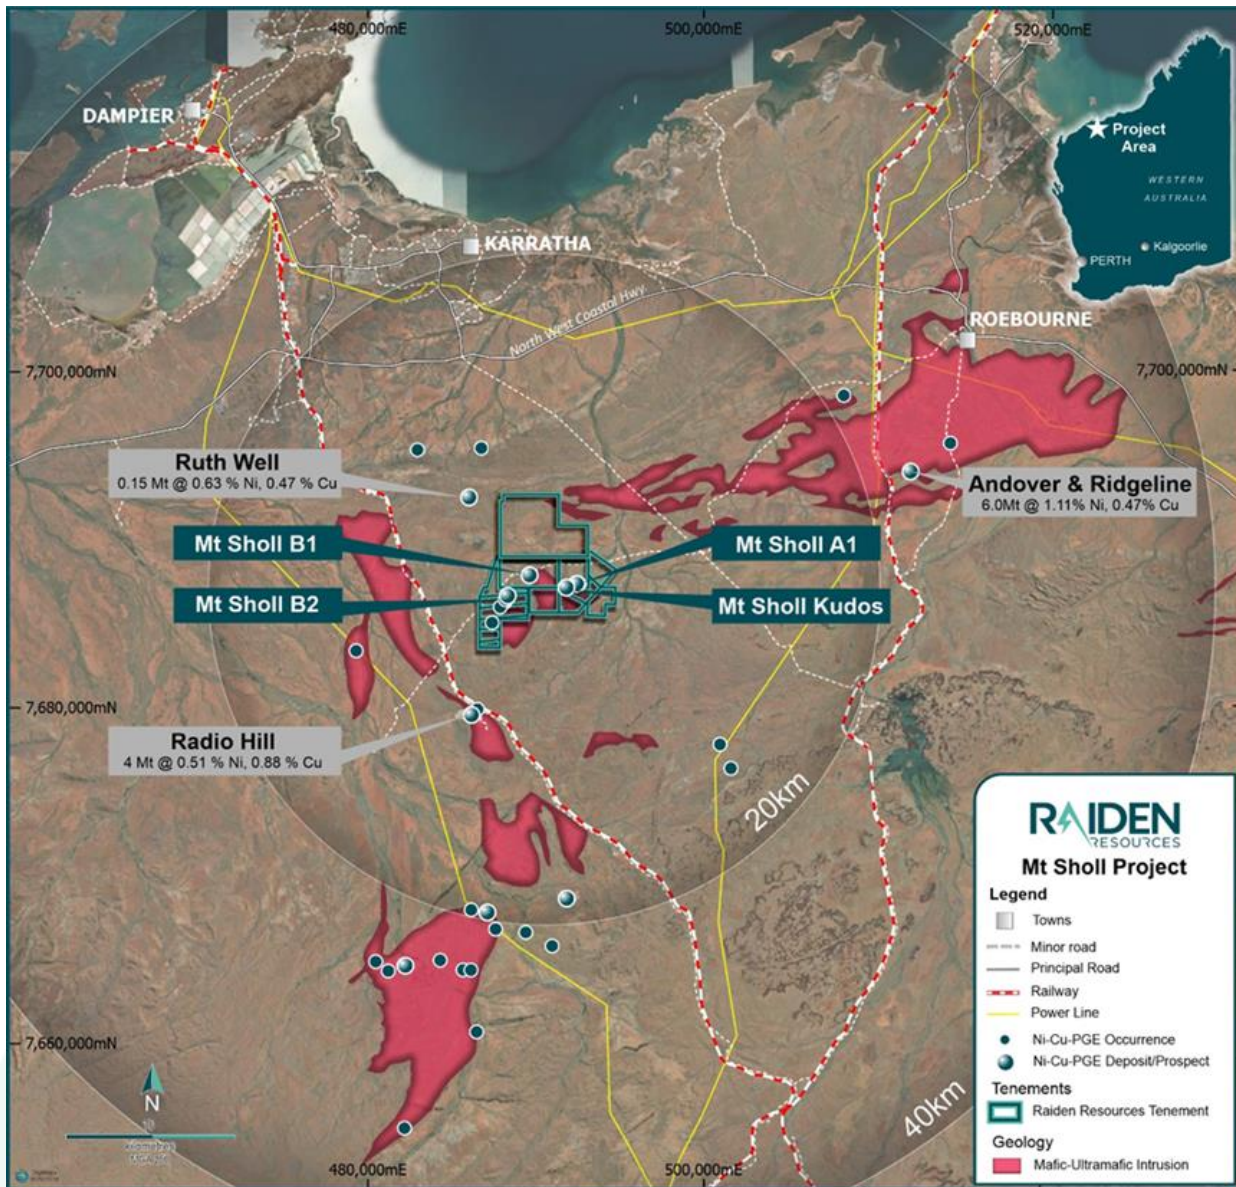 480,000mE
500,000mE
520,000mE
DAMPIER
Project
Area
WESTERN
AUSTRALIA
Kalgoorlie
PERTH
KARRATHA
North West Coastal Hwy
ROEBOURNE
7,700,000mN
7,700,000mN
Ruth Well
0.15 Mt @ 0.63 % Ni, 0.47 % Cu
Andover & Ridgeline
6.0Mt @ 1.11% Ni, 0.47% Cu
Mt Sholl B1
Mt Sholl A1
Mt Sholl B2
Mt Sholl Kudos
7,680,000mN
Radio Hill
4 Mt @ 0.51 % Ni, 0.88 % Cu
20km
40km
7,660,000mN
N
10
kilometres
480,000mE
500,000mE
RAIDEN
RESOURCES
Mt Sholl Project
Legend
Towns
Minor road
Principal Road
Railway
Power Line
Ni-Cu-PGE Occurrence
Ni-Cu-PGE Deposit/Prospect
Tenements
Raiden Resources Tenement
Geology
Mafic-Ultramafic Intrusion